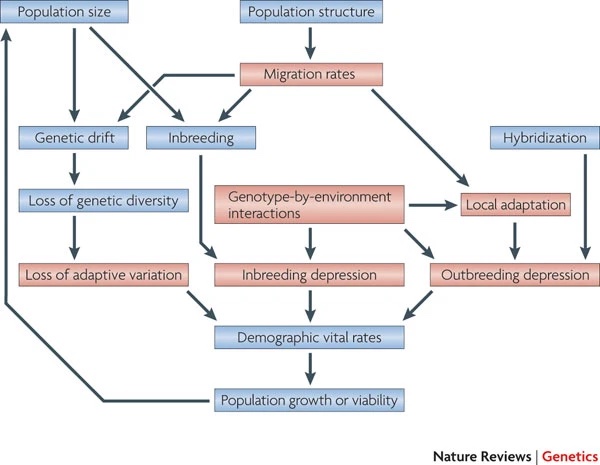 Population size
Population structure
Migration rates
Genetic drift
Inbreeding
Hybridization
Loss of genetic diversity
Genotype-by-environment
interactions
Local adaptation
Loss of adaptive variation
Inbreeding depression
Outbreeding depression
Demographic vital rates
Population growth or viability
Nature Reviews | Genetics